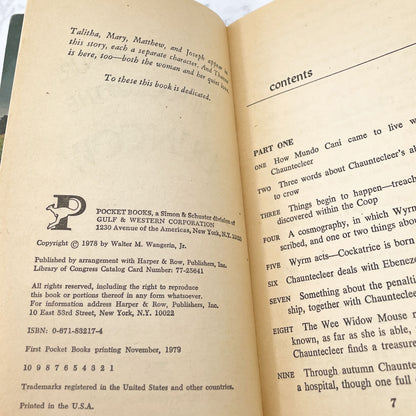 Talitha, Mary, Matthew, and Joseph appear in
this story, each a separate character. And Thanne
is here, too—both the woman and her quiet love.
To these this book is dedicated.
P
POCKET BOOKS, a Simon & Schuster division of
GULF & WESTERN CORPORATION
1230 Avenue of the Americas, New York, N.Y. 10020
Copyright © 1978 by Walter M. Wangerin, Jr.
Published by arrangement with Harper & Row, Publishers, Inc.
Library of Congress Catalog Card Number: 77-25641
All rights reserved, including the right to reproduce
this book or portions thereof in any form whatsoever.
For information address Harper & Row, Publishers, Inc.
10 East 53rd Street, New York, N.Y. 10022
ISBN: 0-671-83217-4
First Pocket Books printing November, 1979
10 9 8 7 6 5 4 3 2 1
Trademarks registered in the United States and other countries.
Printed in the U.S.A.
contents
PART ONE
ONE How Mundo Cani came to live w
Chauntecleer
TWO Three words about Chauntecleer's ab
to crow
THREE Things begin to happen—treach
discovered within the Coop
FOUR A cosmography, in which Wyrm
scribed, and one or two things about
FIVE Wyrm acts—Cockatrice is born
SIX Chauntecleer deals with Ebeneze
SEVEN Something about the penalti
ship, together with Chauntec
EIGHT The Wee Widow Mouse
known, as far as she is able,
Chauntecleer finds a treasure
NINE Through autumn Chaunte
a hospital, though one full
7